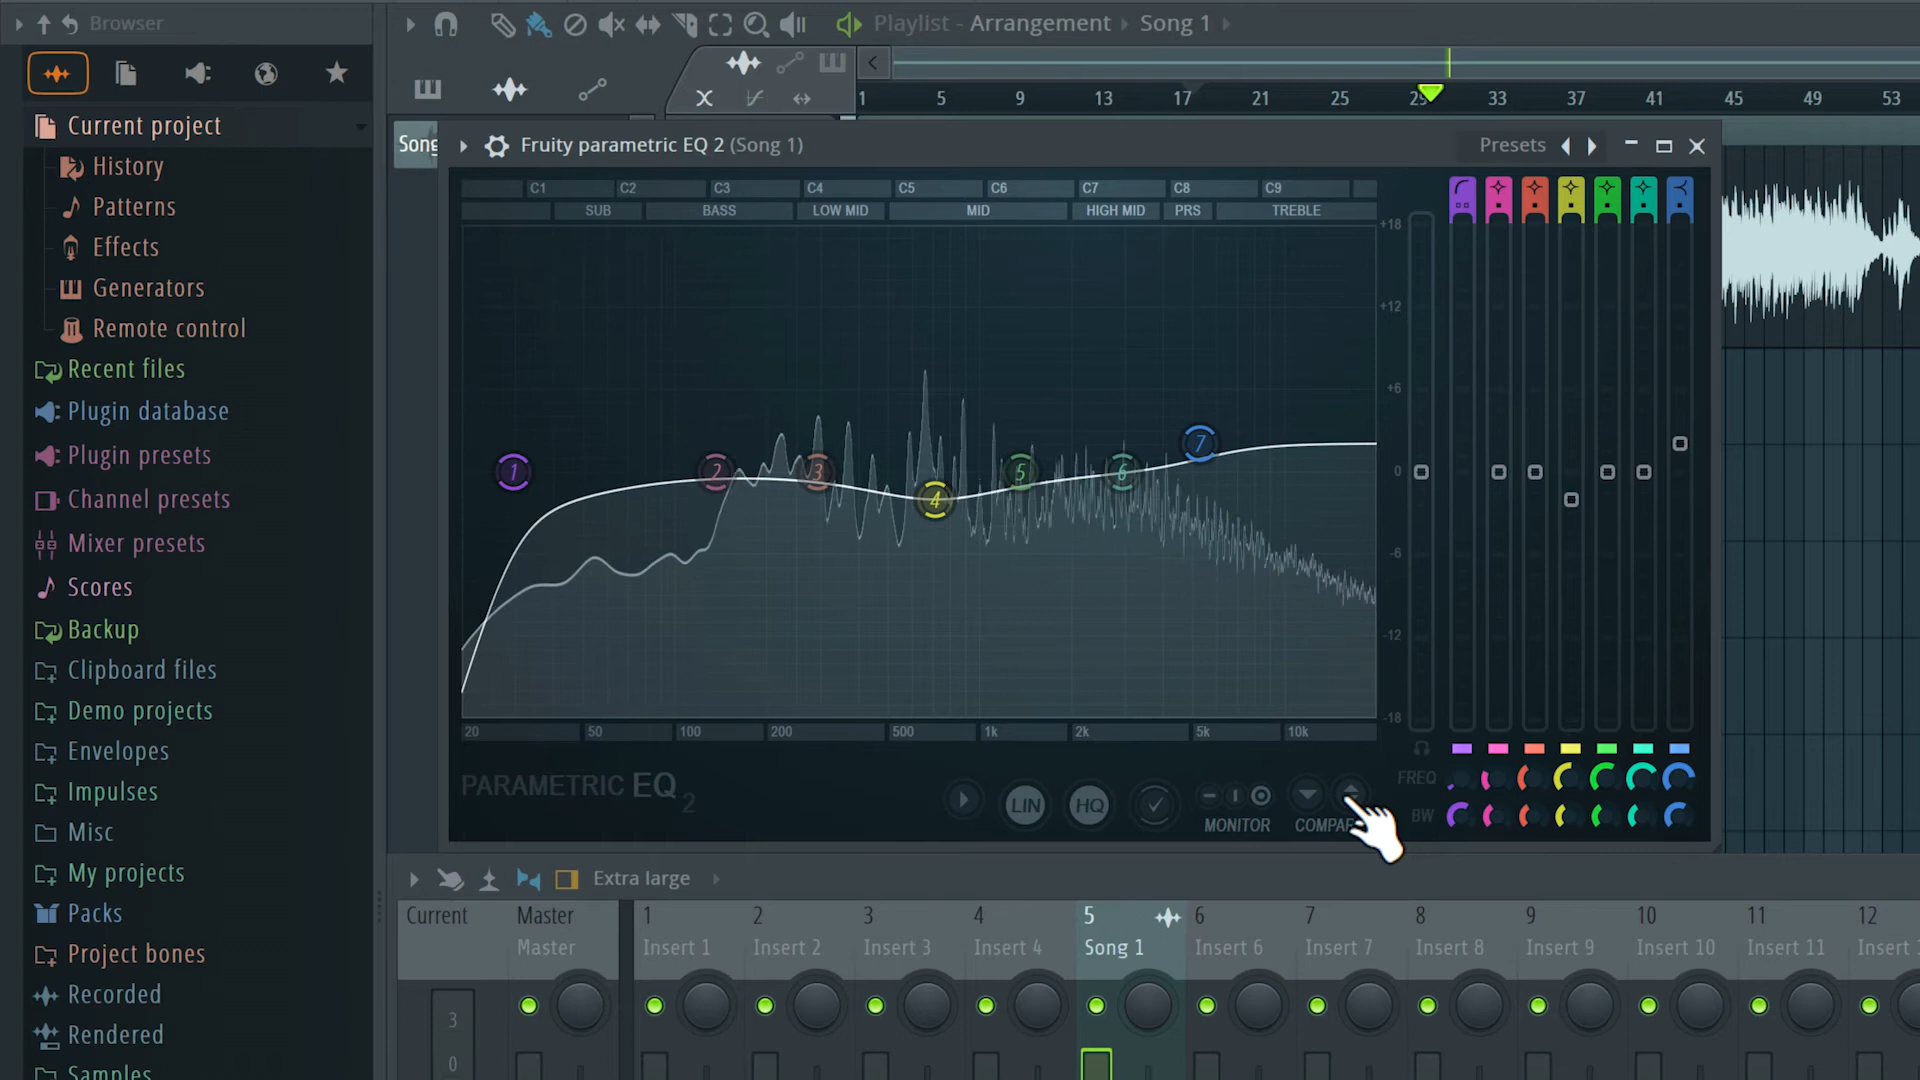 Browser
Playlist - Arrangement › Song 1 ›
1 5 9 13 17 21 25 29 33 37 41 45 49 53
Current project
History
Patterns
Effects
Generators
Remote control
Recent files
Plugin database
Plugin presets
Channel presets
Mixer presets
Scores
Backup
Clipboard files
Demo projects
Envelopes
Impulses
Misc
My projects
Packs
Project bones
Recorded
Rendered
Samples
Song
Fruity parametric EQ 2 (Song 1)
Presets
C1 C2 C3 C4 C5 C6 C7 C8 C9
SUB BASS LOW MID MID HIGH MID PRS TREBLE
+18
+12
+6
0
-6
-12
-18
1 2 3 4 5 6 7
20 50 100 200 500 1k 2k 5k 10k
PARAMETRIC EQ 2
LIN HQ
MONITOR
COMPAR
FREQ
BW
Extra large
Current Master 1 2 3 4 5 6 7 8 9 10 11 12
Master Insert 1 Insert 2 Insert 3 Insert 4 Song 1 Insert 6 Insert 7 Insert 8 Insert 9 Insert 10 Insert 11 Insert
3
0